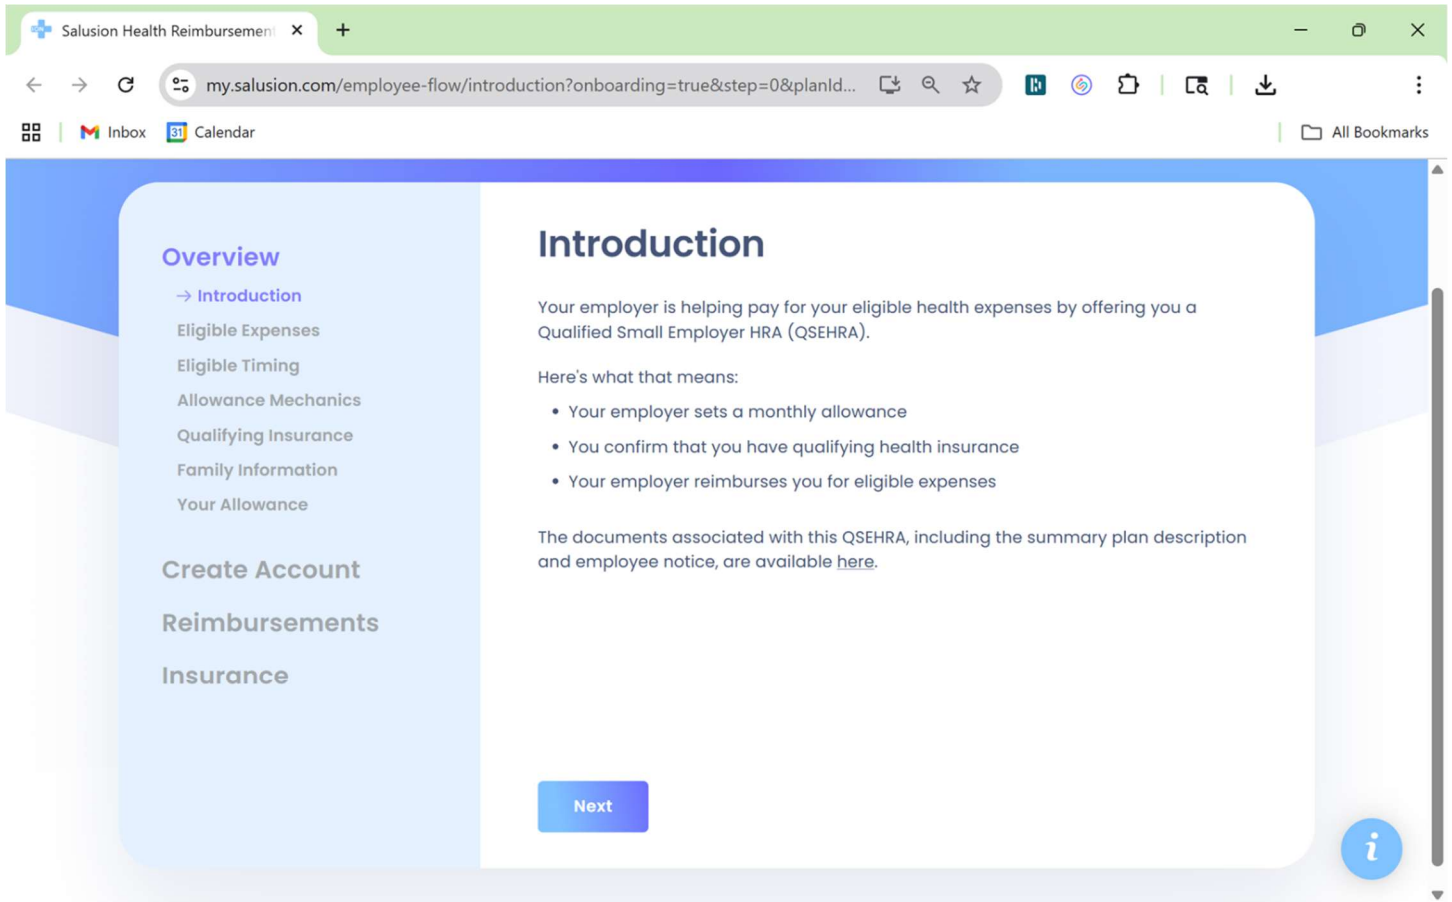 Salusion Health Reimbursement
my.salusion.com/employee-flow/introduction?onboarding=true&step=0&planId...
Inbox
31 Calendar
All Bookmarks
Overview
→ Introduction
Eligible Expenses
Eligible Timing
Allowance Mechanics
Qualifying Insurance
Family Information
Your Allowance
Create Account
Reimbursements
Insurance
Introduction
Your employer is helping pay for your eligible health expenses by offering you a
Qualified Small Employer HRA (QSEHRA).
Here's what that means:
• Your employer sets a monthly allowance
• You confirm that you have qualifying health insurance
• Your employer reimburses you for eligible expenses
The documents associated with this QSEHRA, including the summary plan description
and employee notice, are available here.
Next
i